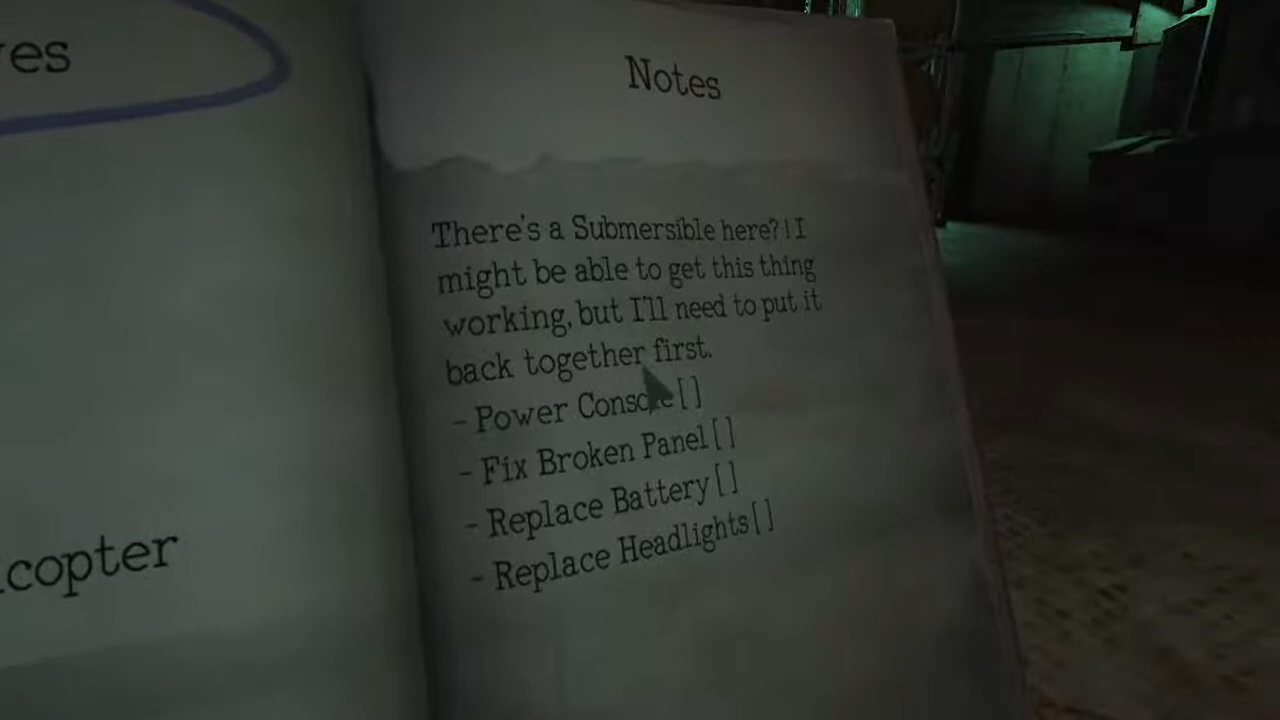 es
Notes
There's a Submersible here?! I
might be able to get this thing
working, but I'll need to put it
back together first.
- Power Console[]
- Fix Broken Panel[]
- Replace Battery[]
- Replace Headlights[]
copter